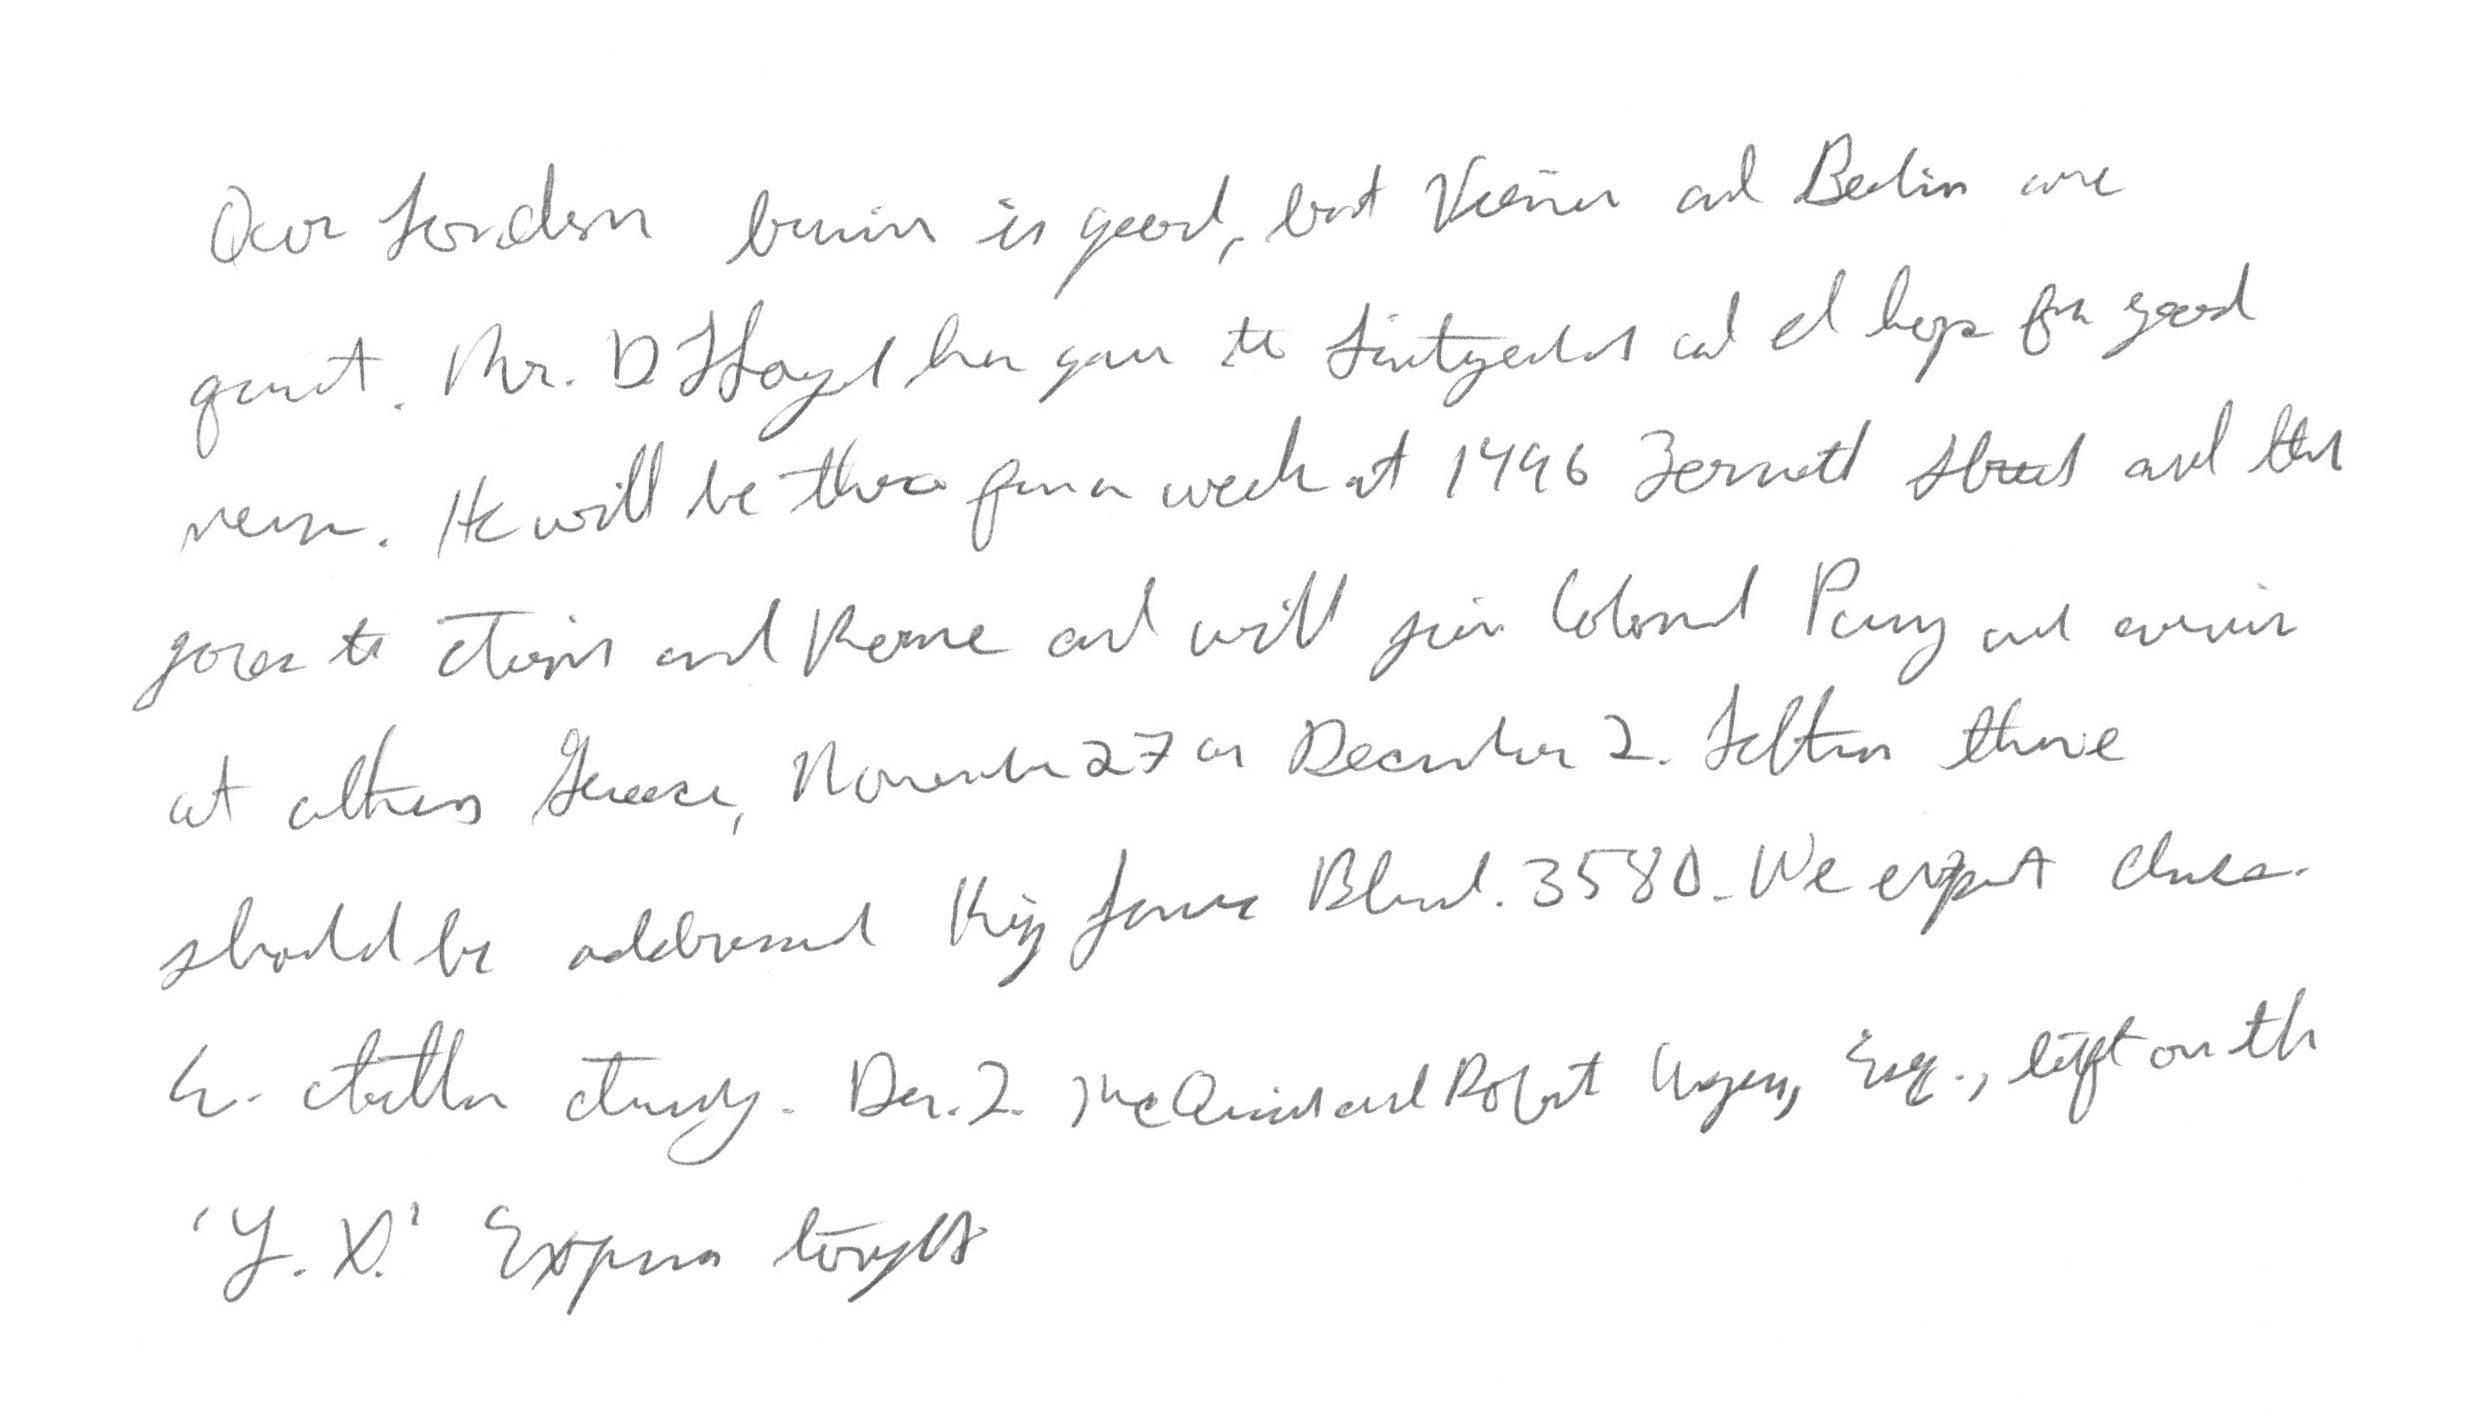 Our London business is good, but Vienna and Berlin are
quiet. Mr. D. Lloyd has gone to Switzerland and I hope for good
news. He will be there for a week at 1496 Zermott Street and then
goes to Turin and Rome and will join Colonel Parry and arrive
at Athens Greece, November 27 or December 2. Letters there
should be addressed King James Blvd. 3580. We expect Chas.
E. Fuller Tuesday. Dr. L. McQuaid and Robert Unger, Esq., left on the
'Y. X.' Express tonight